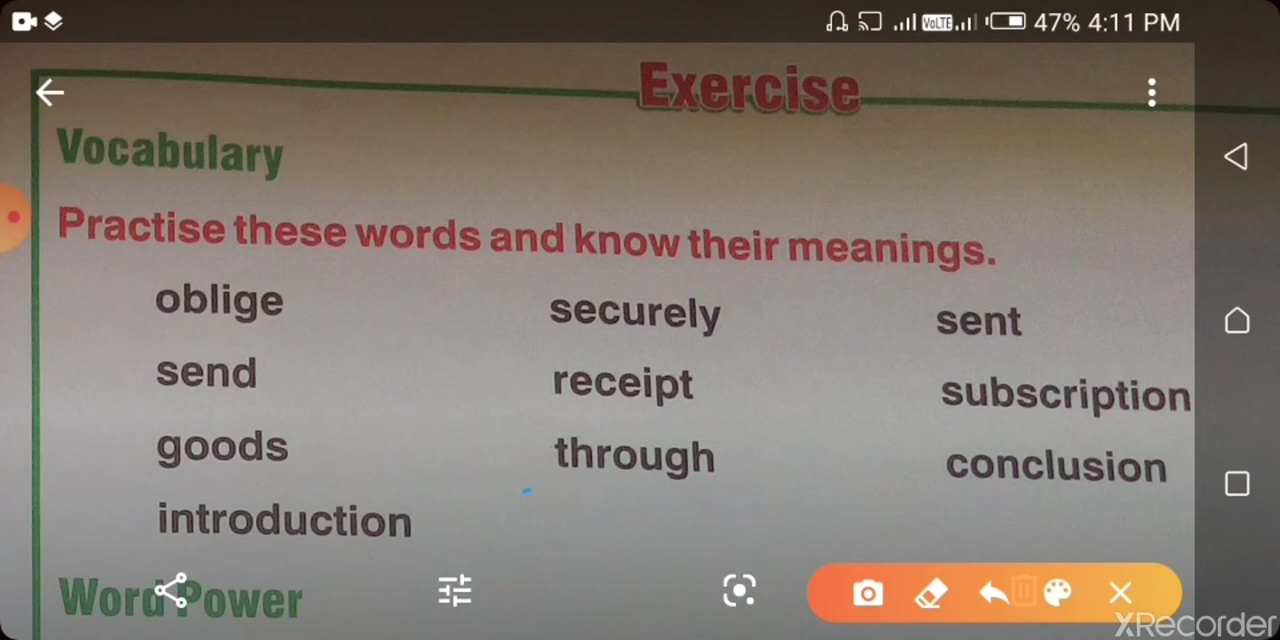 VoLTE 47% 4:11 PM
Exercise
Vocabulary
Practise these words and know their meanings.
oblige securely sent
send receipt subscription
goods through conclusion
introduction
Word Power
XRecorder